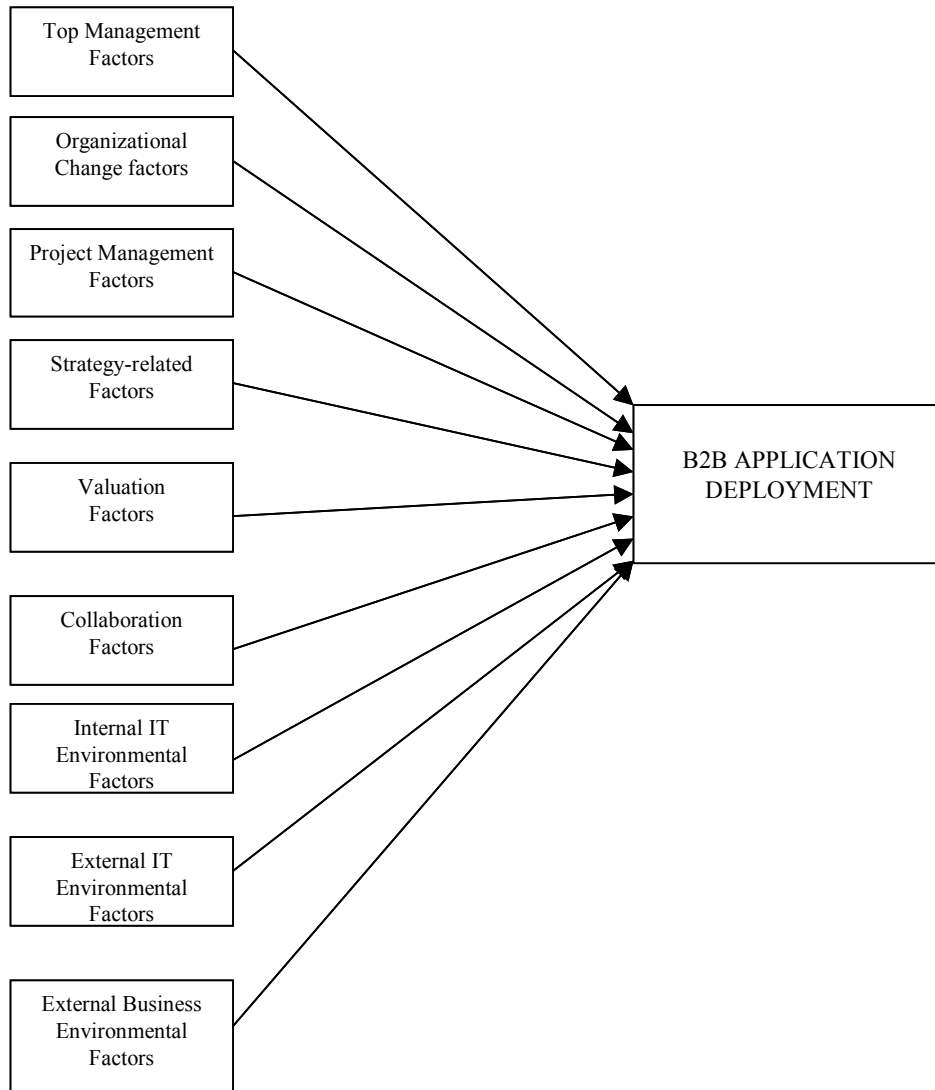 Top Management
Factors
Organizational
Change factors
Project Management
Factors
Strategy-related
Factors
Valuation
Factors
B2B APPLICATION
DEPLOYMENT
Collaboration
Factors
Internal IT
Environmental
Factors
External IT
Environmental
Factors
External Business
Environmental
Factors